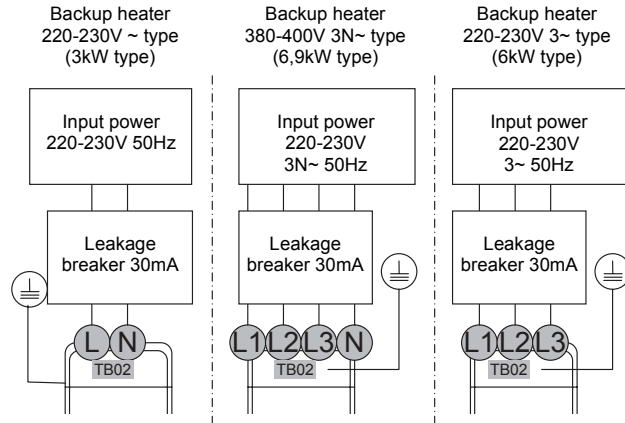 Backup heater
220-230V ~ type
(3kW type)
Input power
220-230V 50Hz
Leakage
breaker 30mA
L N
TB02
Backup heater
380-400V 3N~ type
(6,9kW type)
Input power
220-230V
3N~ 50Hz
Leakage
breaker 30mA
L1 L2 L3 N
TB02
Backup heater
220-230V 3~ type
(6kW type)
Input power
220-230V
3~ 50Hz
Leakage
breaker 30mA
L1 L2 L3
TB02